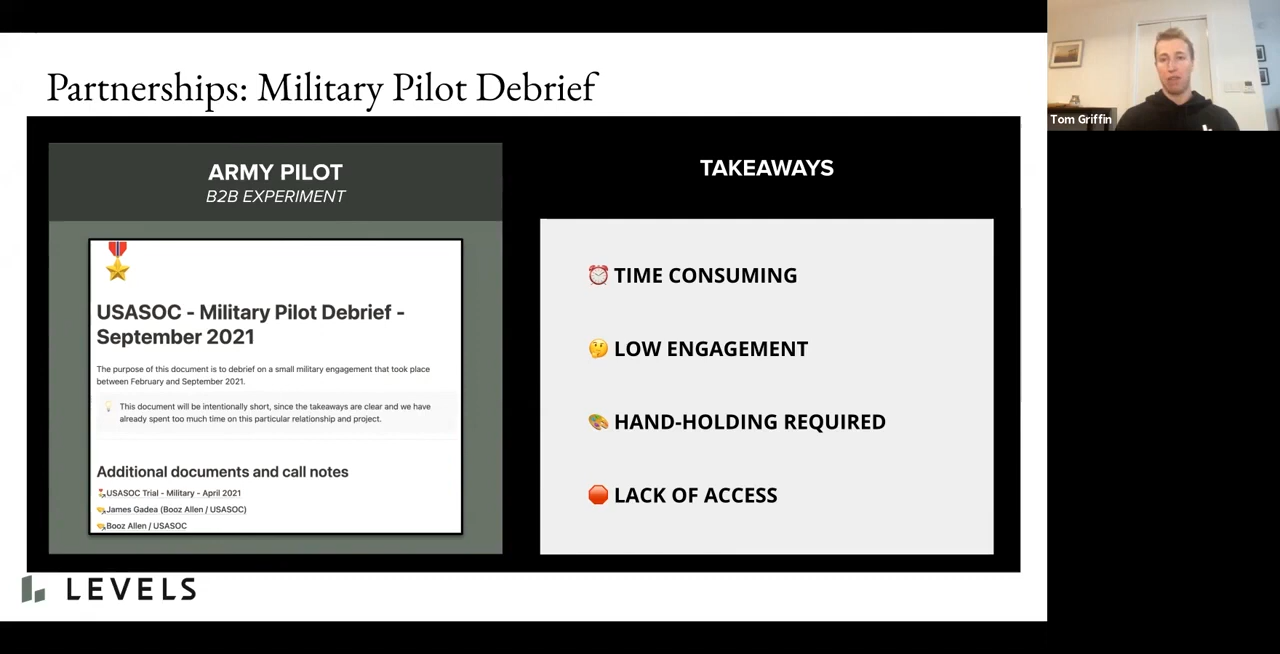 Partnerships: Military Pilot Debrief
ARMY PILOT
B2B EXPERIMENT
USASOC - Military Pilot Debrief -
September 2021
The purpose of this document is to debrief on a small military engagement that took place
between February and September 2021.
This document will be intentionally short, since the takeaways are clear and we have
already spent too much time on this particular relationship and project.
Additional documents and call notes
USASOC Trial - Military - April 2021
James Gadea (Booz Allen / USASOC)
Booz Allen / USASOC
TAKEAWAYS
TIME CONSUMING
LOW ENGAGEMENT
HAND-HOLDING REQUIRED
LACK OF ACCESS
LEVELS
Tom Griffin